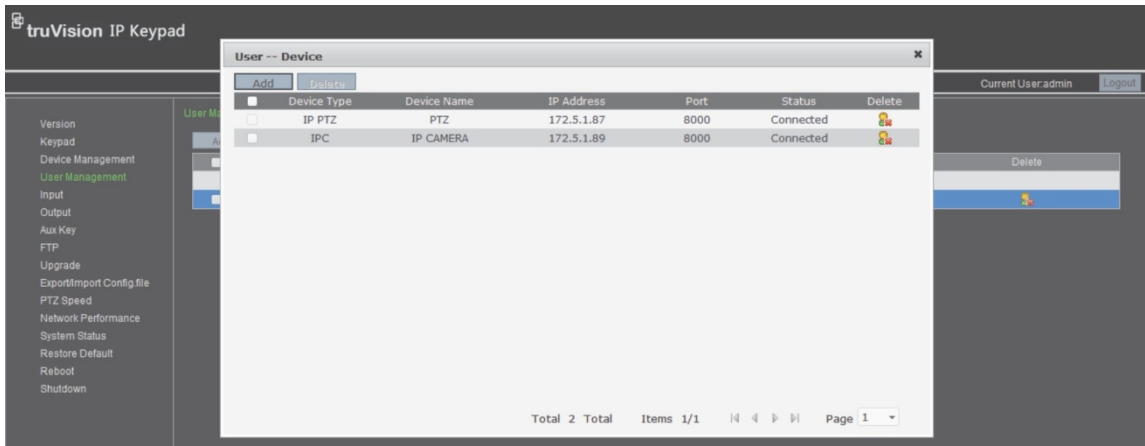 truVision IP Keypad
User -- Device
Add Delete
Current User:admin Logout
Device Type Device Name IP Address Port Status Delete
IP PTZ PTZ 172.5.1.87 8000 Connected
IPC IP CAMERA 172.5.1.89 8000 Connected
Version
Keypad
Device Management
User Management
Input
Output
Aux Key
FTP
Upgrade
Export/Import Config.file
PTZ Speed
Network Performance
System Status
Restore Default
Reboot
Shutdown
Delete
Total 2 Total Items 1/1 Page 1